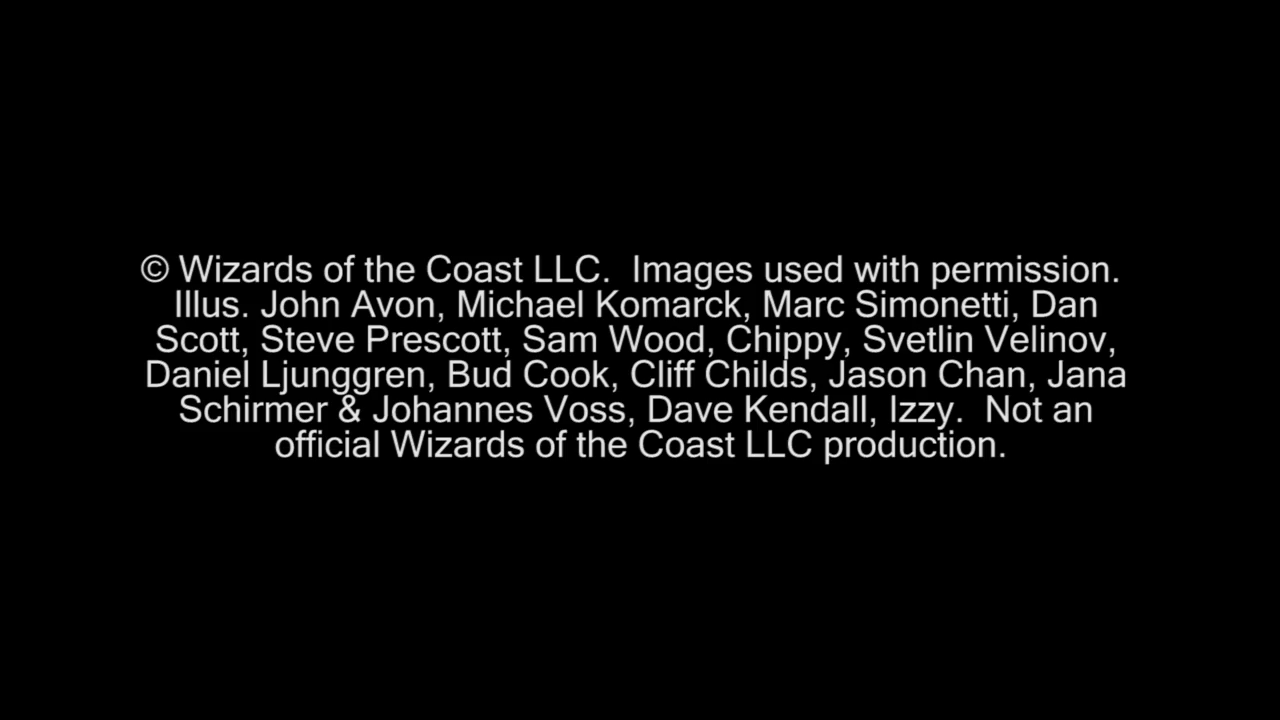 © Wizards of the Coast LLC.  Images used with permission.
Illus. John Avon, Michael Komarck, Marc Simonetti, Dan
Scott, Steve Prescott, Sam Wood, Chippy, Svetlin Velinov,
Daniel Ljunggren, Bud Cook, Cliff Childs, Jason Chan, Jana
Schirmer & Johannes Voss, Dave Kendall, Izzy.  Not an
official Wizards of the Coast LLC production.